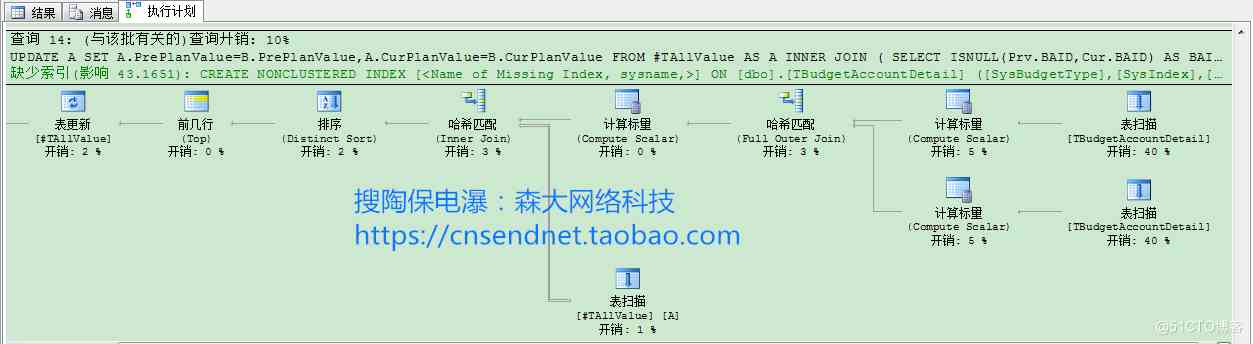 结果 消息 执行计划
查询 14: (与该批有关的)查询开销: 10%
UPDATE A SET A.PrePlanValue=B.PrePlanValue,A.CurPlanValue=B.CurPlanValue FROM #TAllValue AS A INNER JOIN ( SELECT ISNULL(Prv.BAID,Cur.BAID) AS BAI…
缺少索引(影响 43.1651): CREATE NONCLUSTERED INDEX [<Name of Missing Index, sysname,>] ON [dbo].[TBudgetAccountDetail] ([SysBudgetType],[SysIndex],[…
表更新
[#TAllValue]
开销: 2 %
前几行
(Top)
开销: 0 %
排序
(Distinct Sort)
开销: 2 %
哈希匹配
(Inner Join)
开销: 3 %
计算标量
(Compute Scalar)
开销: 0 %
哈希匹配
(Full Outer Join)
开销: 3 %
计算标量
(Compute Scalar)
开销: 5 %
表扫描
[TBudgetAccountDetail]
开销: 40 %
计算标量
(Compute Scalar)
开销: 5 %
表扫描
[TBudgetAccountDetail]
开销: 40 %
搜陶保电瀑：森大网络科技
https://cnsendnet.taobao.com
表扫描
[#TAllValue] [A]
开销: 1 %
@51CTO博客